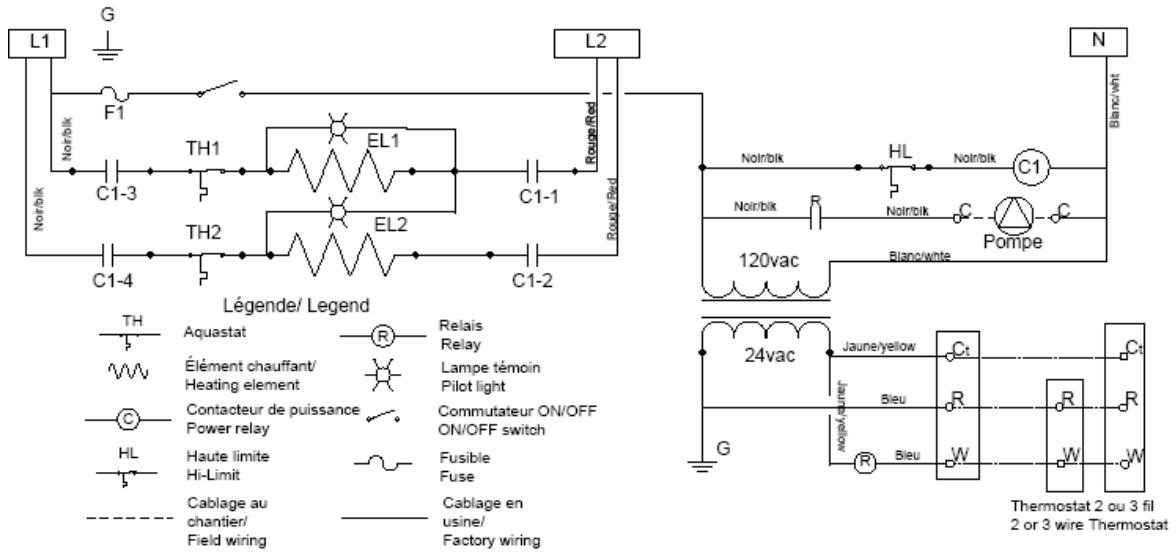 G
L1
L2
N
F1
Noir/blk
Noir/blk
TH1
EL1
C1-3
C1-1
Rouge/Red
Rouge/Red
TH2
EL2
C1-4
C1-2
Blanc/wht
Noir/blk
HL
Noir/blk
C1
Noir/blk
R
Noir/blk
C
C
Pompe
Blanc/whte
120vac
24vac
Jaune/yellow
Jaune/yellow
Ct
Ct
Bleu
R
R
R
G
R
Bleu
W
W
W
Thermostat 2 ou 3 fil
2 or 3 wire Thermostat
Légende/ Legend
TH
Aquastat
Élément chauffant/
Heating element
C
Contacteur de puissance
Power relay
HL
Haute limite
Hi-Limit
Cablage au
chantier/
Field wiring
R
Relais
Relay
Lampe témoin
Pilot light
Commutateur ON/OFF
ON/OFF switch
Fusible
Fuse
Cablage en
usine/
Factory wiring